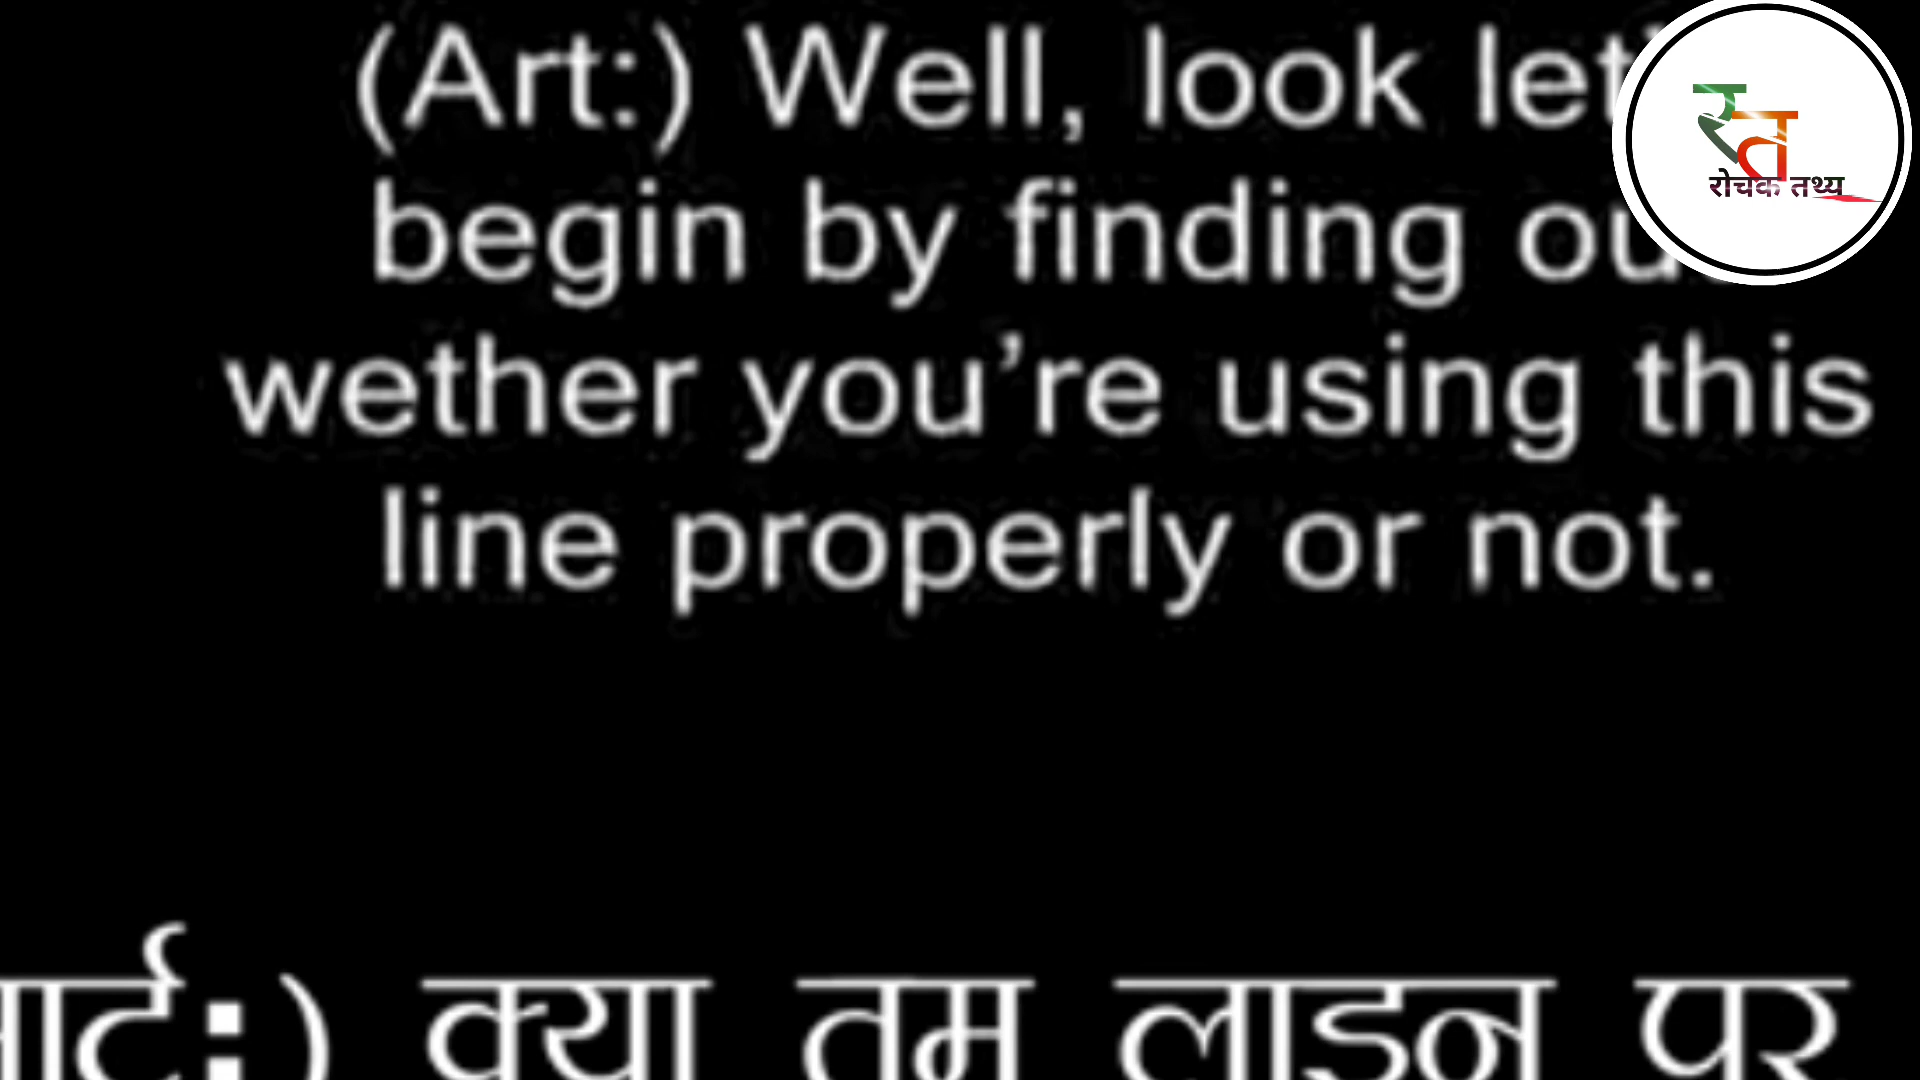 (Art:) Well, look let
begin by finding
wether you’re using this
line properly or not.
रत
रोचक तथ्य
क्या तुम लाइन पर